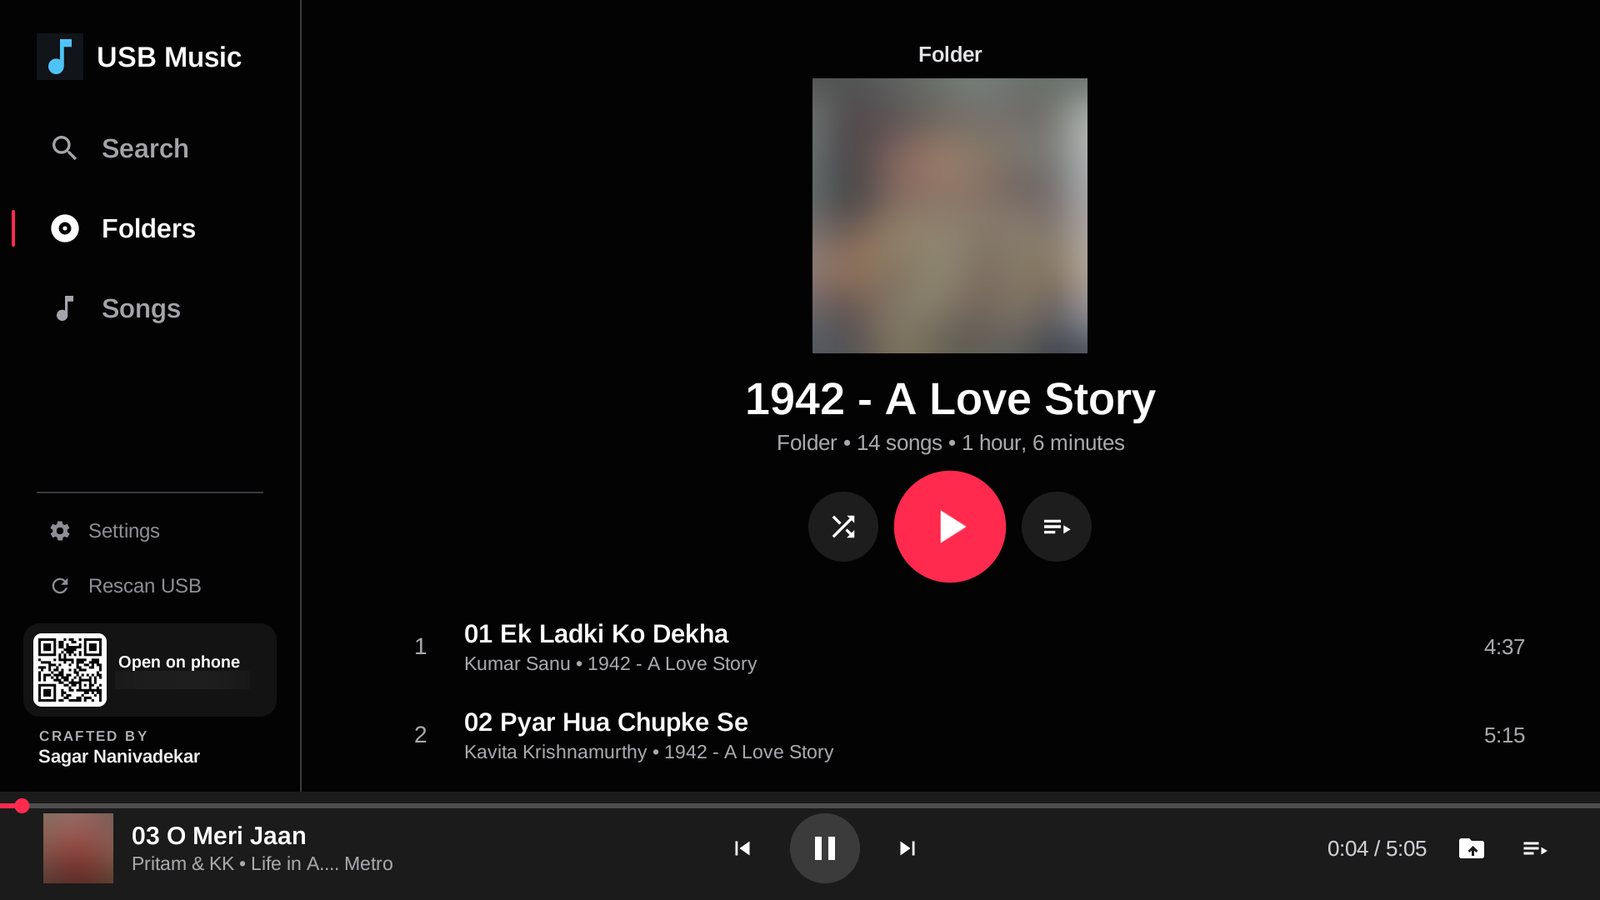 USB Music
Search
Folders
Songs
Settings
Rescan USB
Open on phone
CRAFTED BY
Sagar Nanivadekar
Folder
1942 - A Love Story
Folder • 14 songs • 1 hour, 6 minutes
1
01 Ek Ladki Ko Dekha
Kumar Sanu • 1942 - A Love Story
4:37
2
02 Pyar Hua Chupke Se
Kavita Krishnamurthy • 1942 - A Love Story
5:15
03 O Meri Jaan
Pritam & KK • Life in A.... Metro
0:04 / 5:05